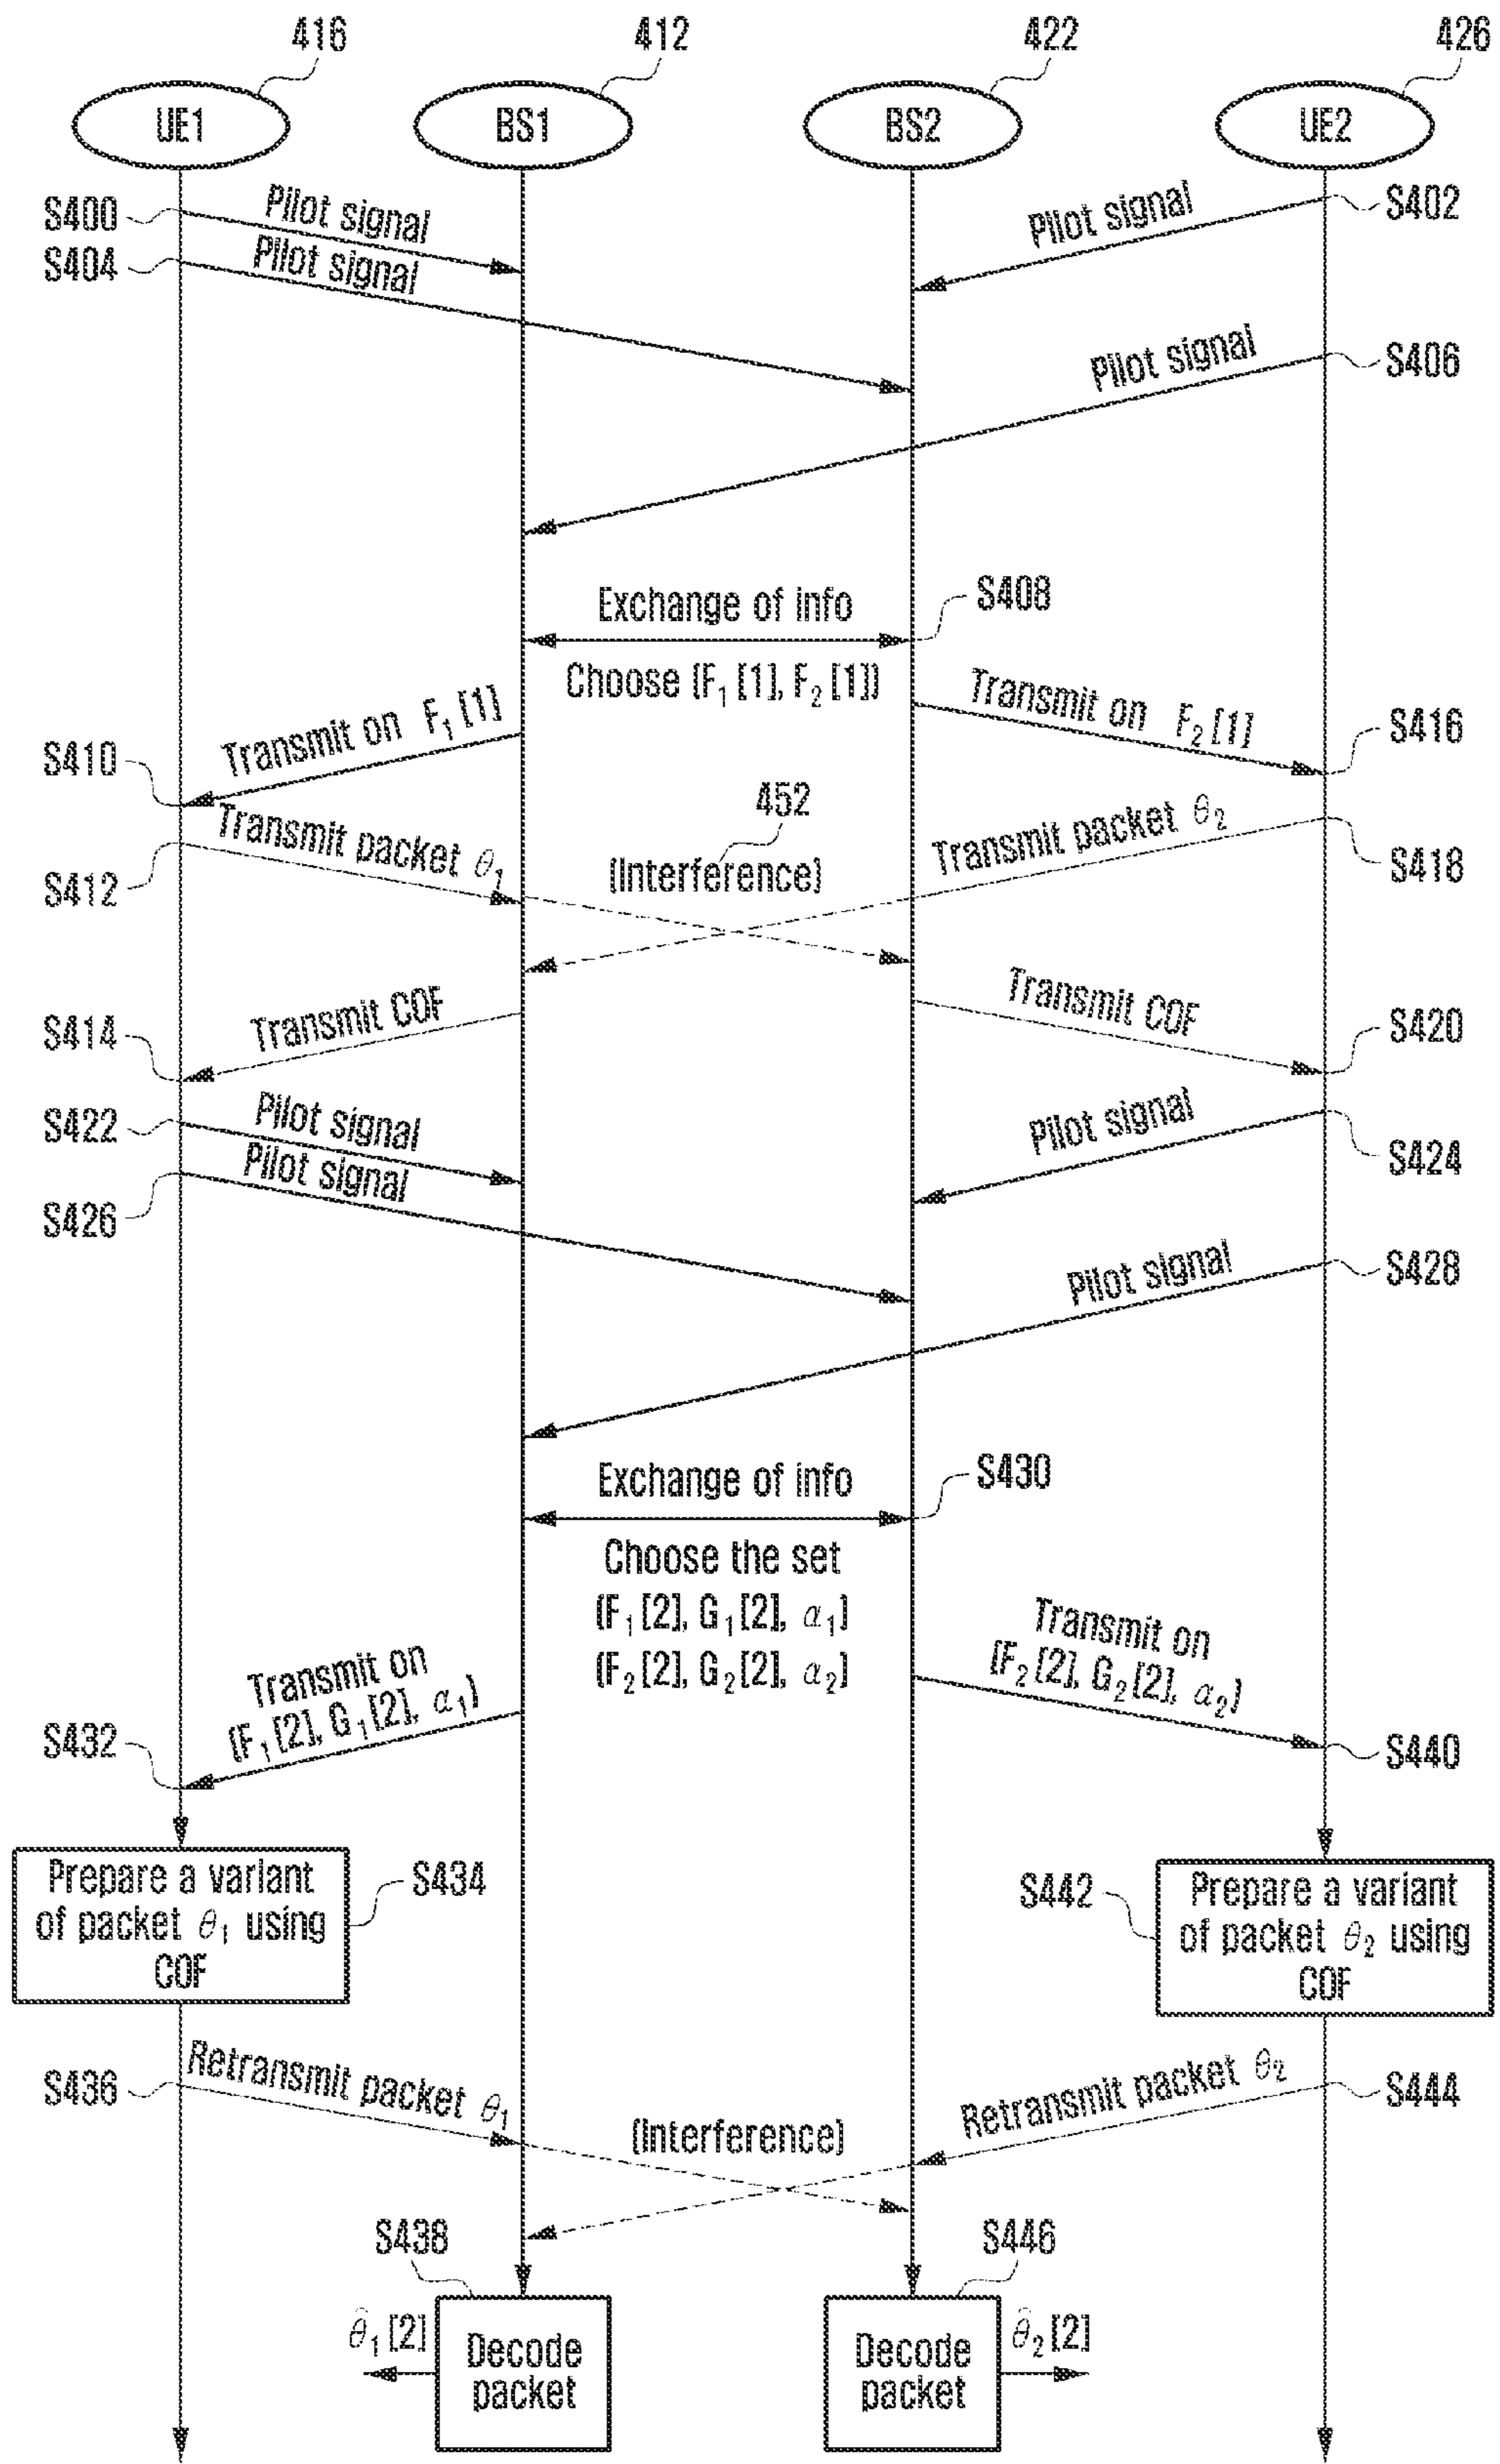 416
412
422
426
UE1
BS1
BS2
UE2
S400
Pilot signal
Pilot signal
S402
S404
Pilot signal
Pilot signal
S406
Exchange of info
S408
Choose (F₁[1], F₂[1])
Transmit on F₁[1]
Transmit on F₂[1]
S410
S416
452
Transmit packet θ₁
(Interference)
Transmit packet θ₂
S412
S418
Transmit COF
Transmit COF
S414
S420
S422
Pilot signal
Pilot signal
S424
S426
Pilot signal
Pilot signal
S428
Exchange of info
S430
Choose the set
(F₁[2], G₁[2], α₁)
(F₂[2], G₂[2], α₂)
Transmit on
(F₁[2], G₁[2], α₁)
Transmit on
(F₂[2], G₂[2], α₂)
S432
S440
Prepare a variant
of packet θ₁ using
COF
S434
S442
Prepare a variant
of packet θ₂ using
COF
S436
Retransmit packet θ₁
(Interference)
Retransmit packet θ₂
S444
S438
S446
θ̂₁[2]
Decode
packet
Decode
packet
θ̂₂[2]